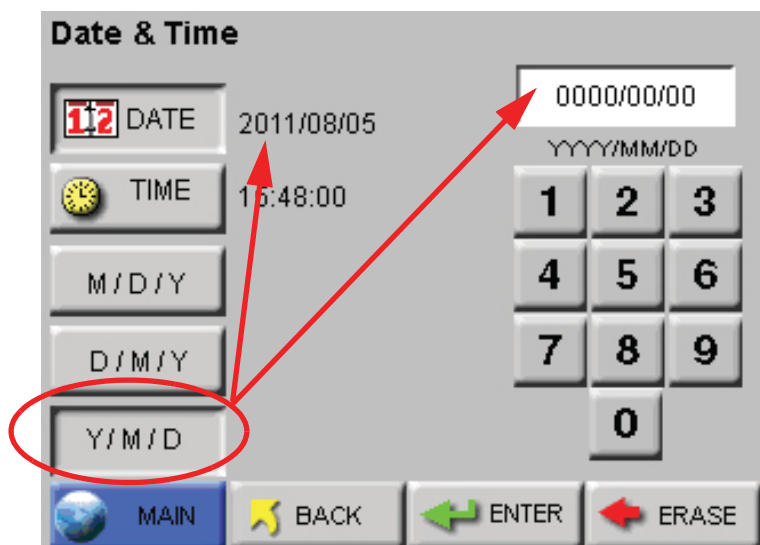 Date & Time
12 DATE
2011/08/05
TIME
M/D/Y
D/M/Y
Y/M/D
0000/00/00
YYYY/MM/DD
1 2 3
4 5 6
7 8 9
0
MAIN BACK ENTER ERASE